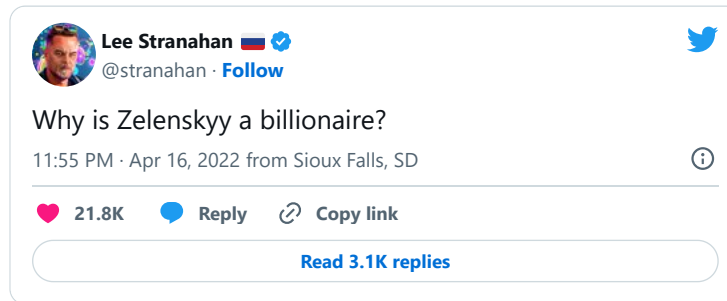 Lee Stranahan 🇷🇺
@stranahan · Follow
Why is Zelenskyy a billionaire?
11:55 PM · Apr 16, 2022 from Sioux Falls, SD
21.8K Reply Copy link
Read 3.1K replies